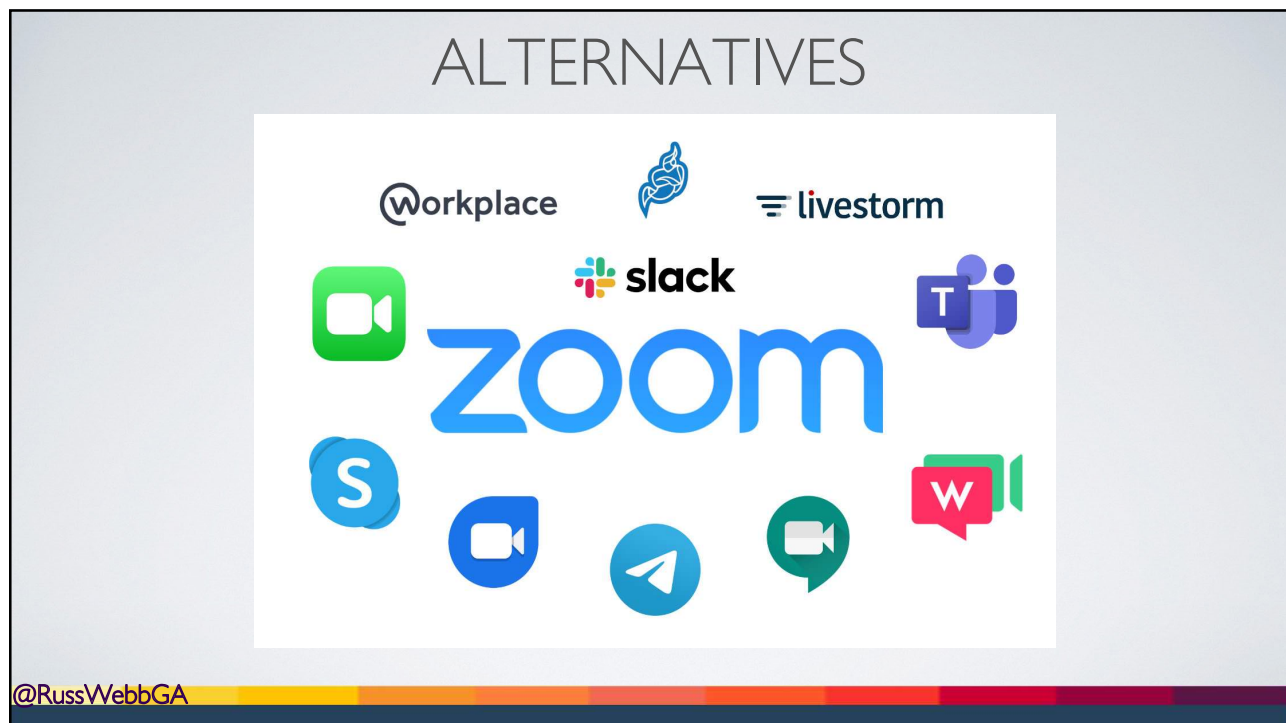 ALTERNATIVES
workplace
livestorm
slack
T
zoom
S
W
@RussWebbGA